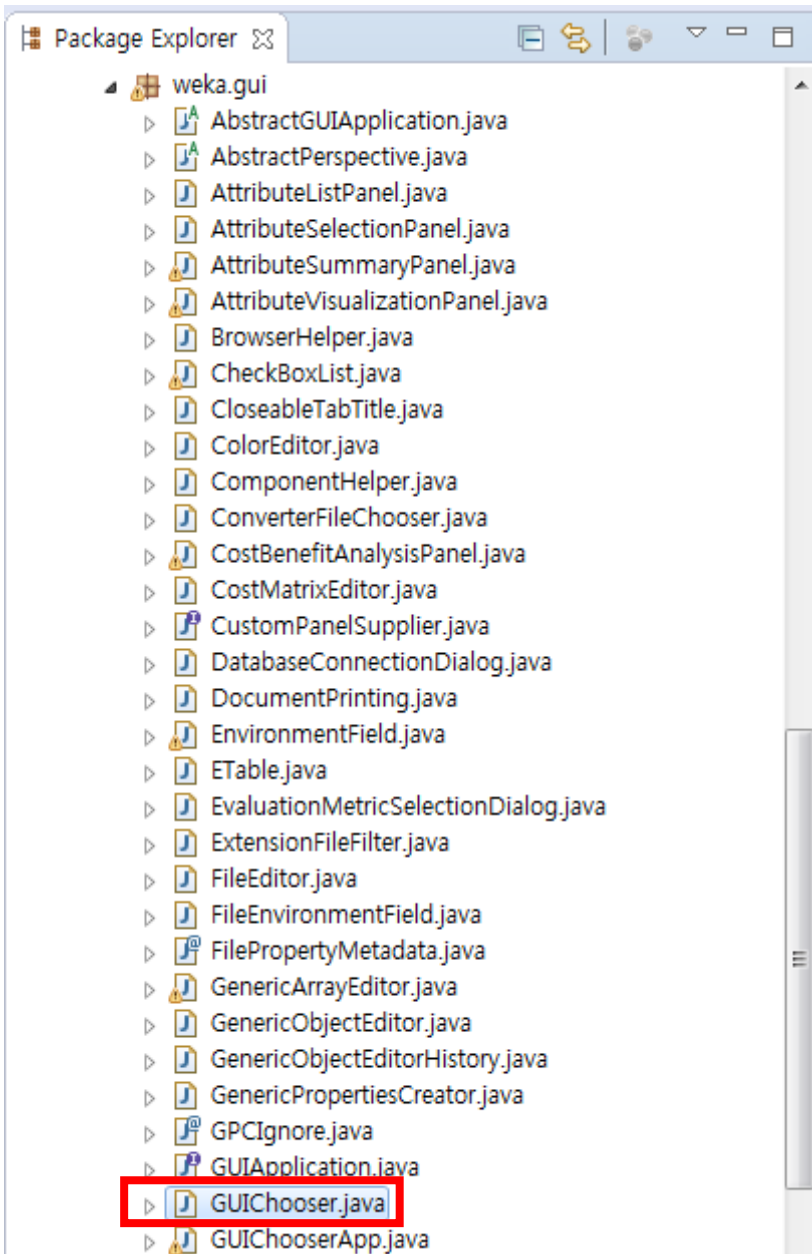 Package Explorer
weka.gui
AbstractGUIApplication.java
AbstractPerspective.java
AttributeListPanel.java
AttributeSelectionPanel.java
AttributeSummaryPanel.java
AttributeVisualizationPanel.java
BrowserHelper.java
CheckBoxList.java
CloseableTabTitle.java
ColorEditor.java
ComponentHelper.java
ConverterFileChooser.java
CostBenefitAnalysisPanel.java
CostMatrixEditor.java
CustomPanelSupplier.java
DatabaseConnectionDialog.java
DocumentPrinting.java
EnvironmentField.java
ETable.java
EvaluationMetricSelectionDialog.java
ExtensionFileFilter.java
FileEditor.java
FileEnvironmentField.java
FilePropertyMetadata.java
GenericArrayEditor.java
GenericObjectEditor.java
GenericObjectEditorHistory.java
GenericPropertiesCreator.java
GPCIgnore.java
GUIApplication.java
GUIChooser.java
GUIChooserApp.java